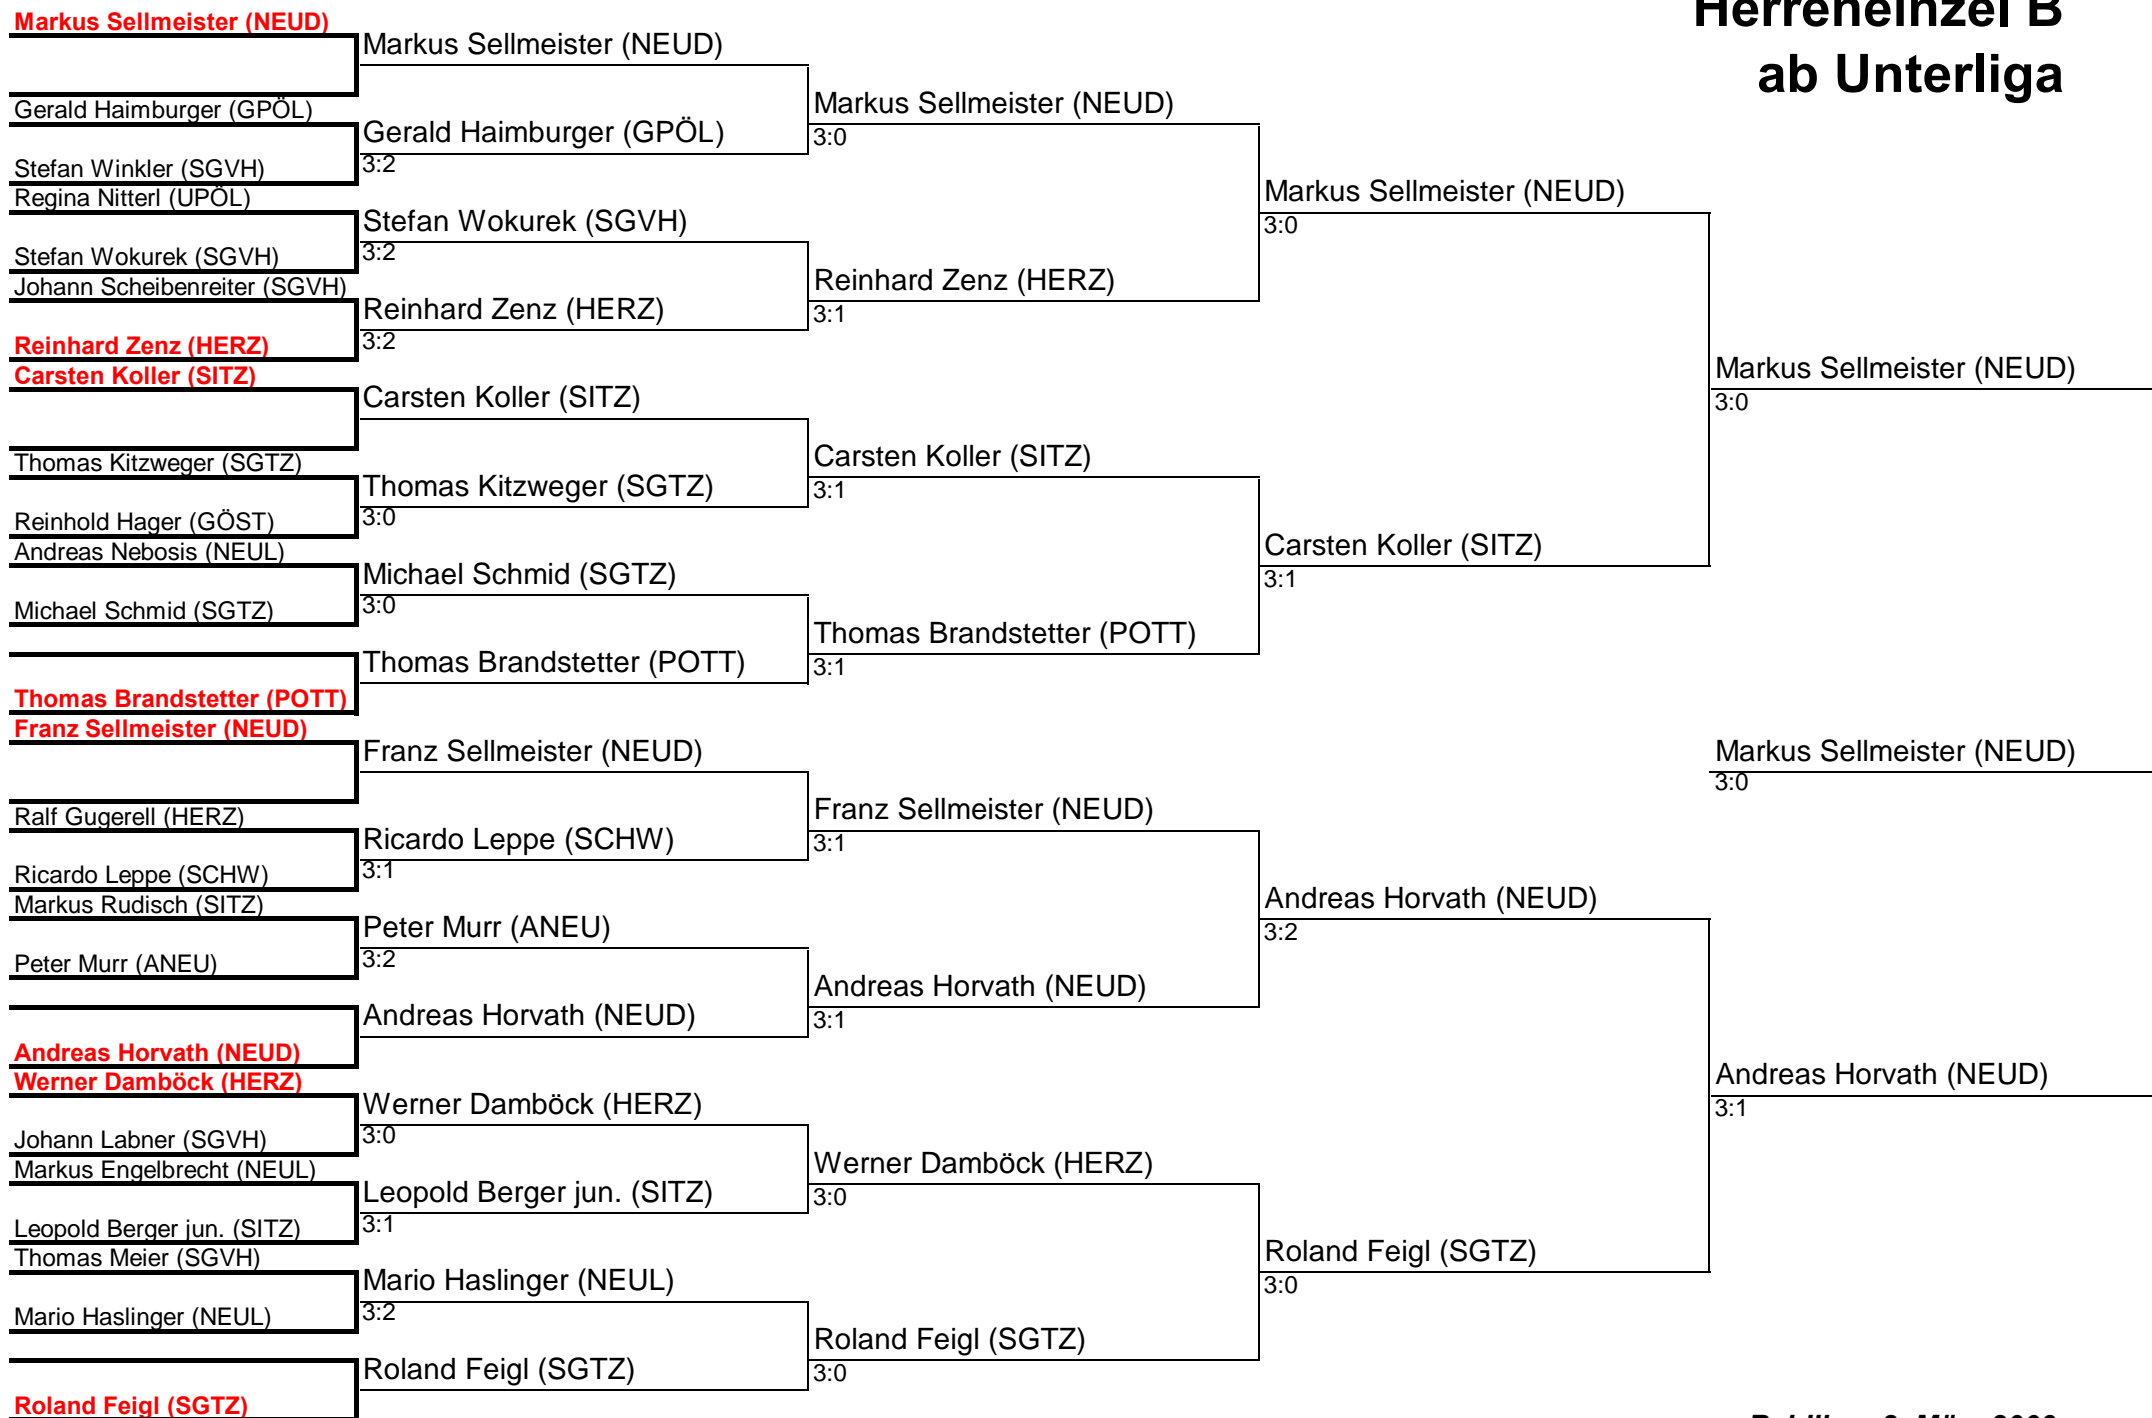 Herreneinzel B
ab Unterliga
Markus Sellmeister (NEUD)
Gerald Haimburger (GPÖL)
Stefan Winkler (SGVH)
Regina Nitterl (UPÖL)
Stefan Wokurek (SGVH)
Johann Scheibenreiter (SGVH)
Reinhard Zenz (HERZ)
Carsten Koller (SITZ)
Thomas Kitzweger (SGTZ)
Reinhold Hager (GÖST)
Andreas Nebosis (NEUL)
Michael Schmid (SGTZ)
Thomas Brandstetter (POTT)
Franz Sellmeister (NEUD)
Ralf Gugerell (HERZ)
Ricardo Leppe (SCHW)
Markus Rudisch (SITZ)
Peter Murr (ANEU)
Andreas Horvath (NEUD)
Werner Damböck (HERZ)
Johann Labner (SGVH)
Markus Engelbrecht (NEUL)
Leopold Berger jun. (SITZ)
Thomas Meier (SGVH)
Mario Haslinger (NEUL)
Roland Feigl (SGTZ)
Markus Sellmeister (NEUD)
Gerald Haimburger (GPÖL)
3:2
Stefan Wokurek (SGVH)
3:2
Reinhard Zenz (HERZ)
3:2
Carsten Koller (SITZ)
Thomas Kitzweger (SGTZ)
3:0
Michael Schmid (SGTZ)
3:0
Thomas Brandstetter (POTT)
Franz Sellmeister (NEUD)
Ricardo Leppe (SCHW)
3:1
Peter Murr (ANEU)
3:2
Andreas Horvath (NEUD)
Werner Damböck (HERZ)
3:0
Leopold Berger jun. (SITZ)
3:1
Mario Haslinger (NEUL)
3:2
Roland Feigl (SGTZ)
Markus Sellmeister (NEUD)
3:0
Reinhard Zenz (HERZ)
3:1
Carsten Koller (SITZ)
3:1
Thomas Brandstetter (POTT)
3:1
Franz Sellmeister (NEUD)
3:1
Andreas Horvath (NEUD)
3:1
Werner Damböck (HERZ)
3:0
Roland Feigl (SGTZ)
3:0
Markus Sellmeister (NEUD)
3:0
Carsten Koller (SITZ)
3:1
Andreas Horvath (NEUD)
3:2
Roland Feigl (SGTZ)
3:0
Markus Sellmeister (NEUD)
3:0
Markus Sellmeister (NEUD)
3:0
Andreas Horvath (NEUD)
3:1